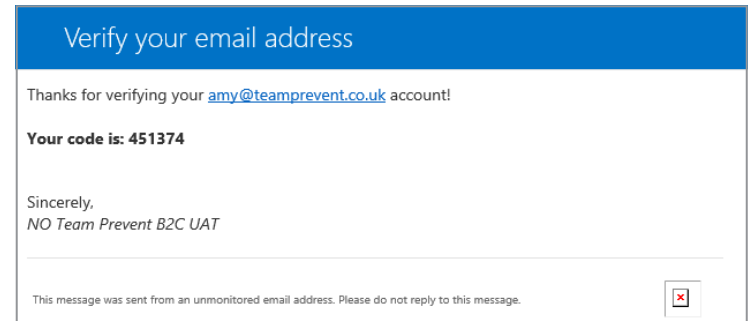 Verify your email address
Thanks for verifying your amy@teamprevent.co.uk account!
Your code is: 451374
Sincerely,
NO Team Prevent B2C UAT
This message was sent from an unmonitored email address. Please do not reply to this message.